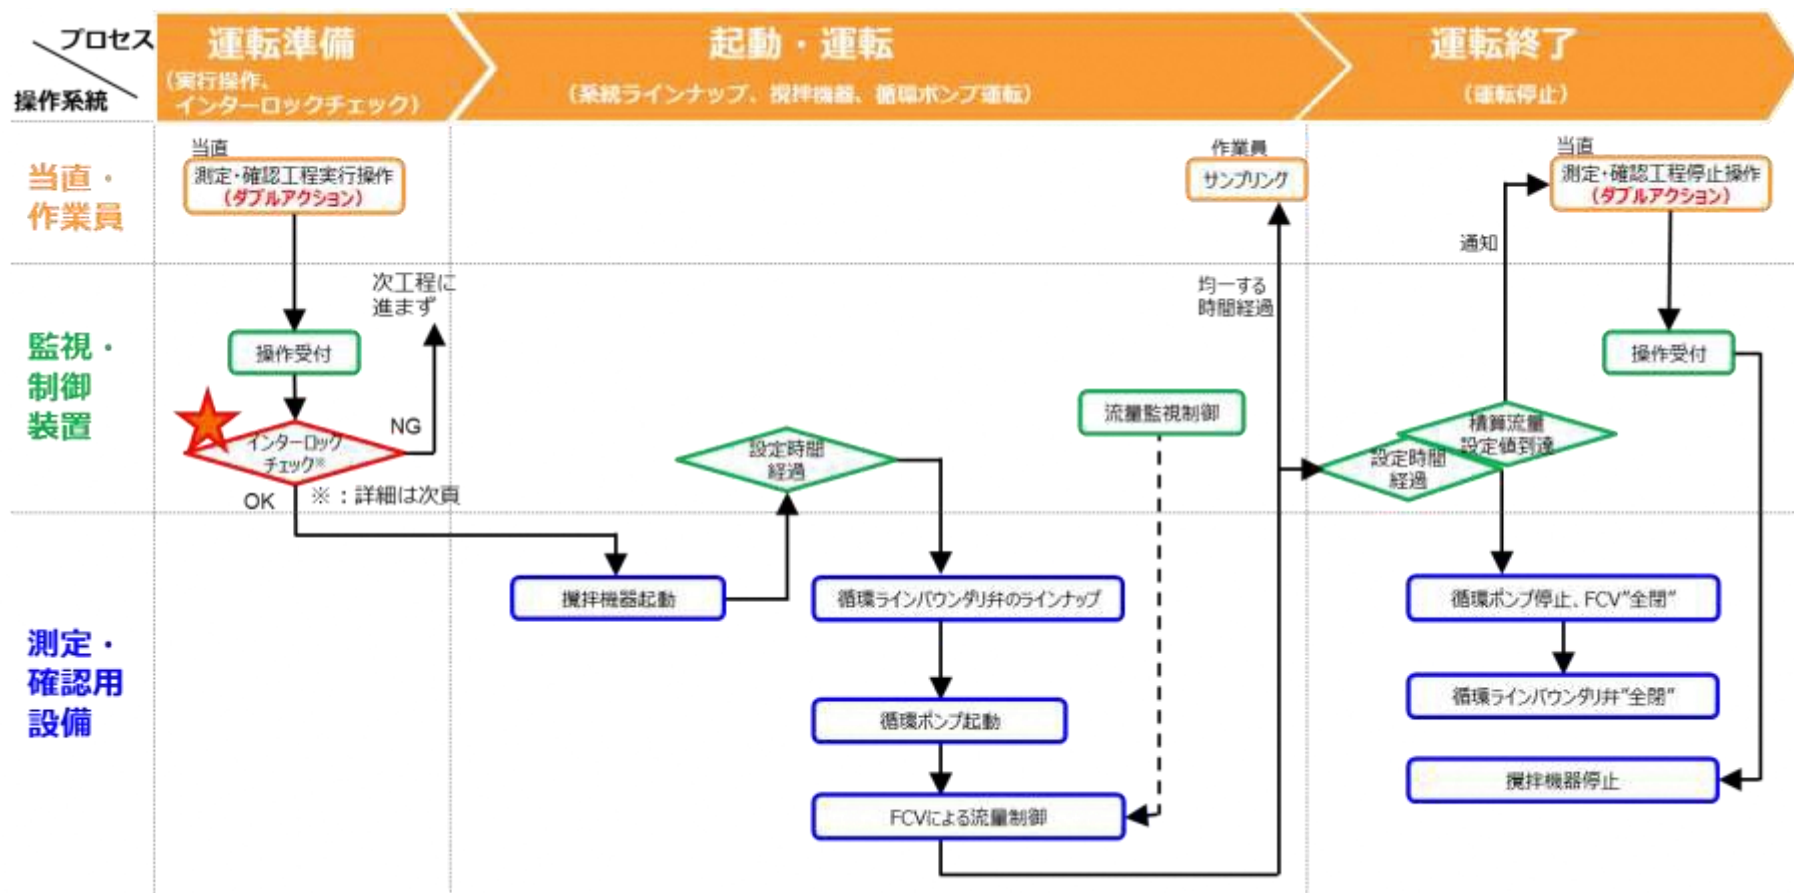 プロセス
操作系統
運転準備
(実行操作、
インターロックチェック)
起動・運転
(系統ラインナップ、撹拌機器、循環ポンプ運転)
運転終了
(運転停止)
当直・
作業員
当直
測定・確認工程実行操作
(ダブルアクション)
作業員
サンプリング
当直
測定・確認工程停止操作
(ダブルアクション)
通知
監視・
制御
装置
次工程に
進まず
操作受付
インターロック
チェック※
NG
OK
※：詳細は次頁
設定時間
経過
流量監視制御
均一する
時間経過
設定時間
経過
積算流量
設定値到達
操作受付
測定・
確認用
設備
攪拌機器起動
循環ラインバウンダリ弁のラインナップ
循環ポンプ起動
FCVによる流量制御
循環ポンプ停止、FCV"全閉"
循環ラインバウンダリ弁"全閉"
攪拌機器停止